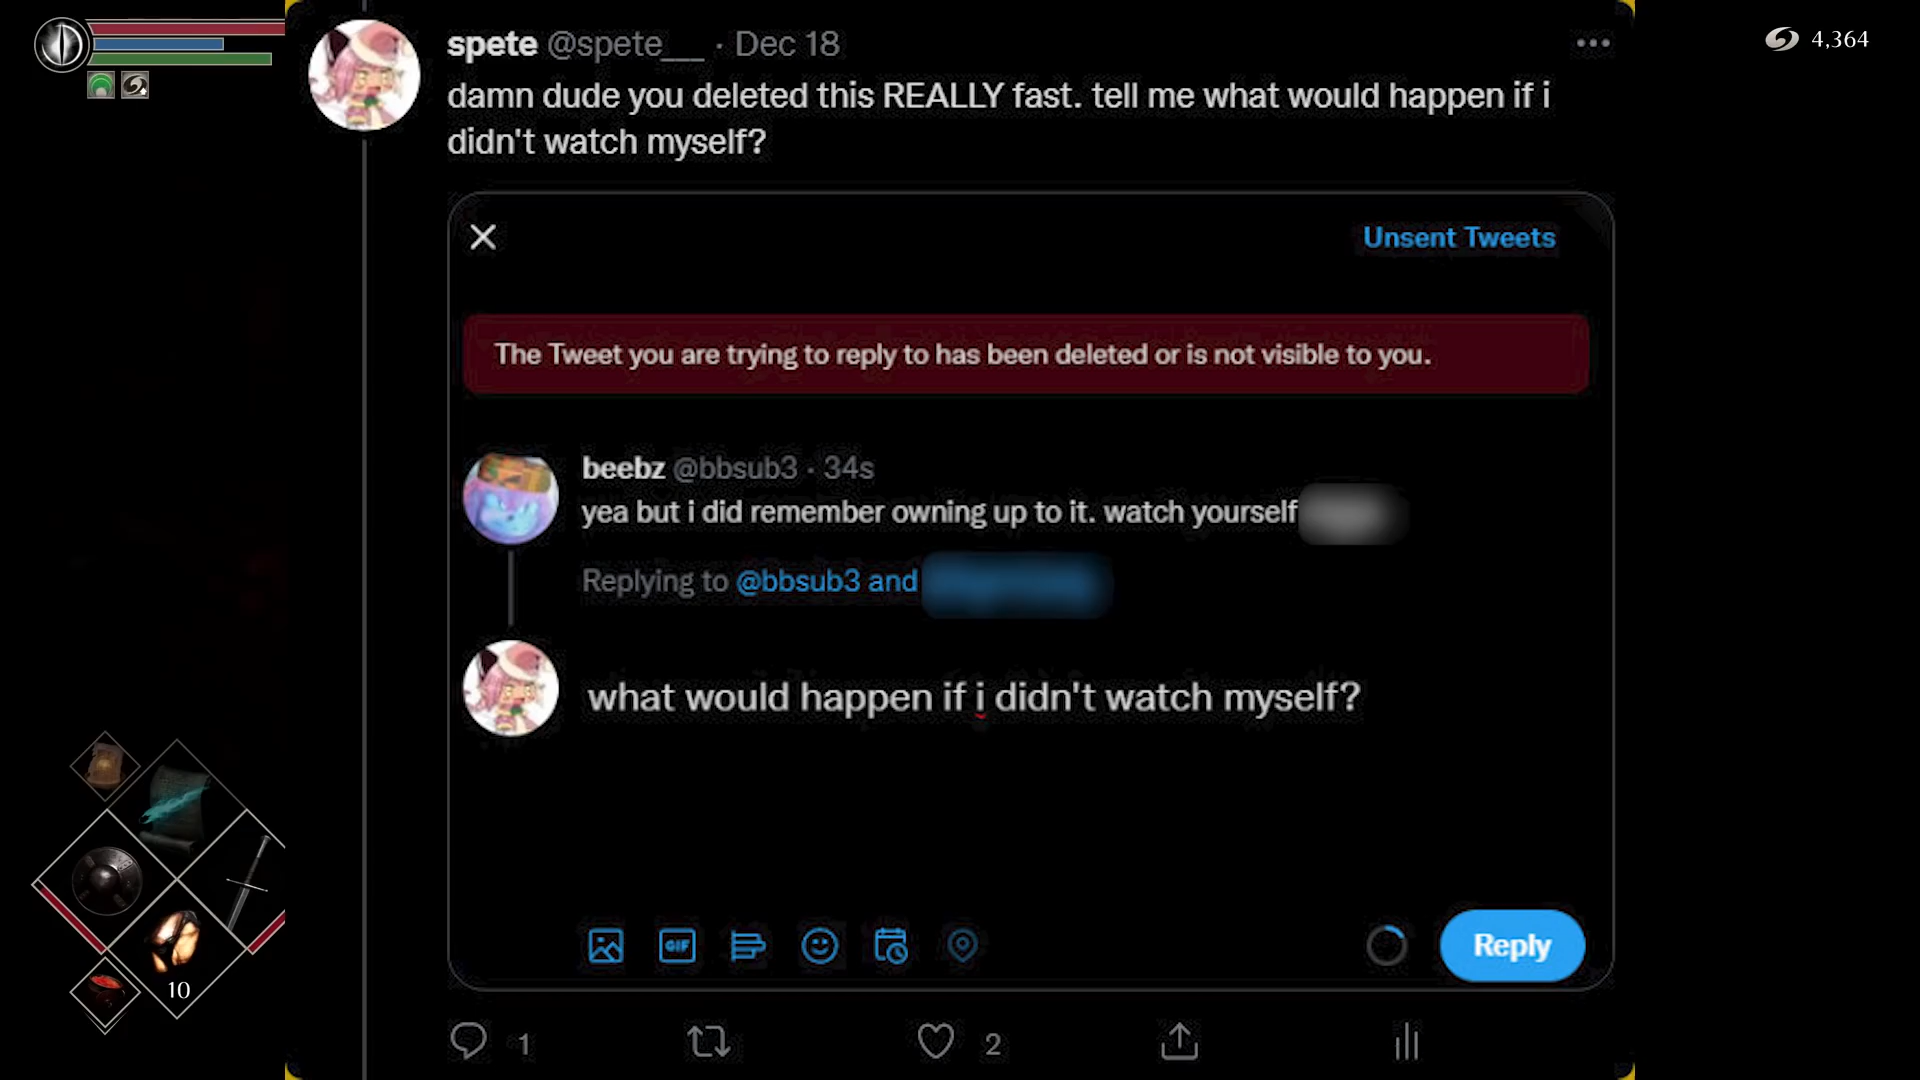 4,364
spete @spete___ · Dec 18
damn dude you deleted this REALLY fast. tell me what would happen if i
didn't watch myself?
Unsent Tweets
The Tweet you are trying to reply to has been deleted or is not visible to you.
beebz @bbsub3 · 34s
yea but i did remember owning up to it. watch yourself
Replying to @bbsub3 and
what would happen if i didn't watch myself?
GIF
Reply
10
1
2